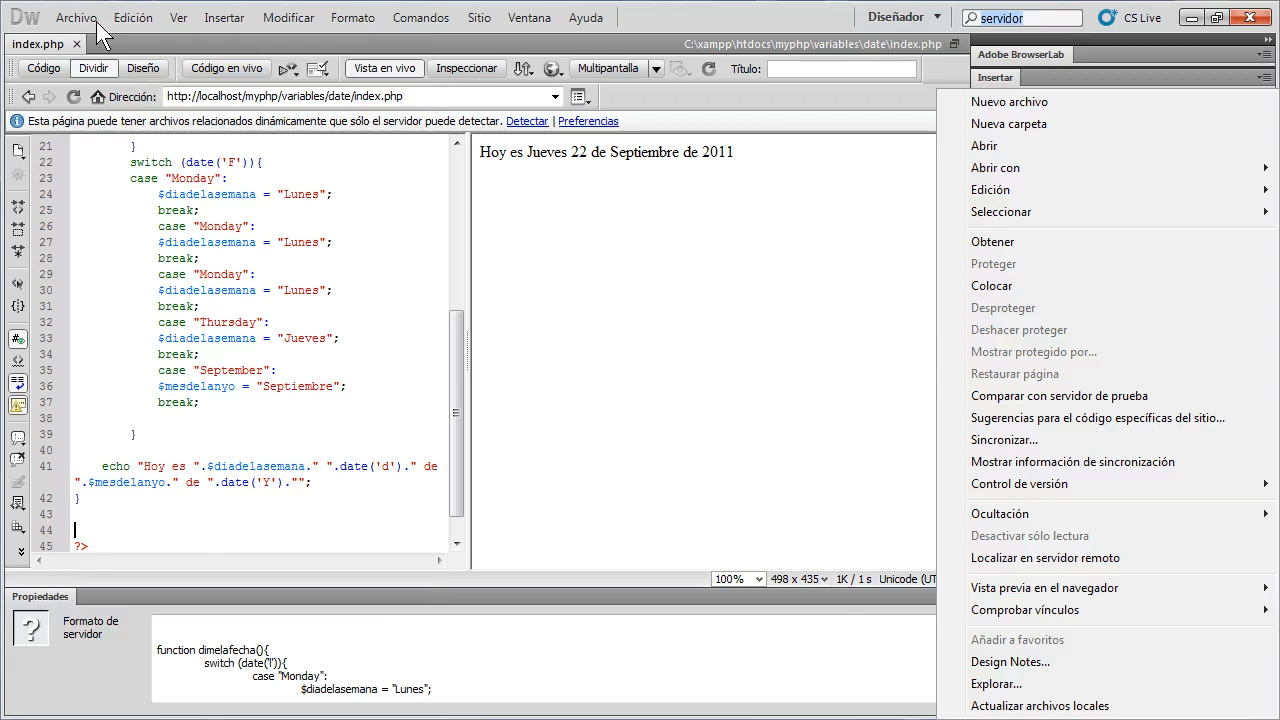 Dw Archivo Edición Ver Insertar Modificar Formato Comandos Sitio Ventana Ayuda Diseñador servidor CS Live
index.php × C:\xampp\htdocs\myphp\variables\date\index.php
Código Dividir Diseño Código en vivo Vista en vivo Inspeccionar Multipantalla Título:
Dirección: http://localhost/myphp/variables/date/index.php
Esta página puede tener archivos relacionados dinámicamente que sólo el servidor puede detectar. Detectar | Preferencias
21 }
22 switch (date('F')){
23 case "Monday":
24 $diadelasemana = "Lunes";
25 break;
26 case "Monday":
27 $diadelasemana = "Lunes";
28 break;
29 case "Monday":
30 $diadelasemana = "Lunes";
31 break;
32 case "Thursday":
33 $diadelasemana = "Jueves";
34 break;
35 case "September":
36 $mesdelanyo = "Septiembre";
37 break;
38
39 }
40
41 echo "Hoy es ".$diadelasemana." ".date('d')." de
".$mesdelanyo." de ".date('Y')."";
42 }
43
44
45 ?>
Hoy es Jueves 22 de Septiembre de 2011
100% 498 x 435 1K / 1 s Unicode (UT
Propiedades
? Formato de
servidor
function dimelafecha(){
switch (date('l')){
case "Monday":
$diadelasemana = "Lunes";
Adobe BrowserLab
Insertar
Nuevo archivo
Nueva carpeta
Abrir
Abrir con
Edición
Seleccionar
Obtener
Proteger
Colocar
Desproteger
Deshacer proteger
Mostrar protegido por...
Restaurar página
Comparar con servidor de prueba
Sugerencias para el código específicas del sitio...
Sincronizar...
Mostrar información de sincronización
Control de versión
Ocultación
Desactivar sólo lectura
Localizar en servidor remoto
Vista previa en el navegador
Comprobar vínculos
Añadir a favoritos
Design Notes...
Explorar...
Actualizar archivos locales